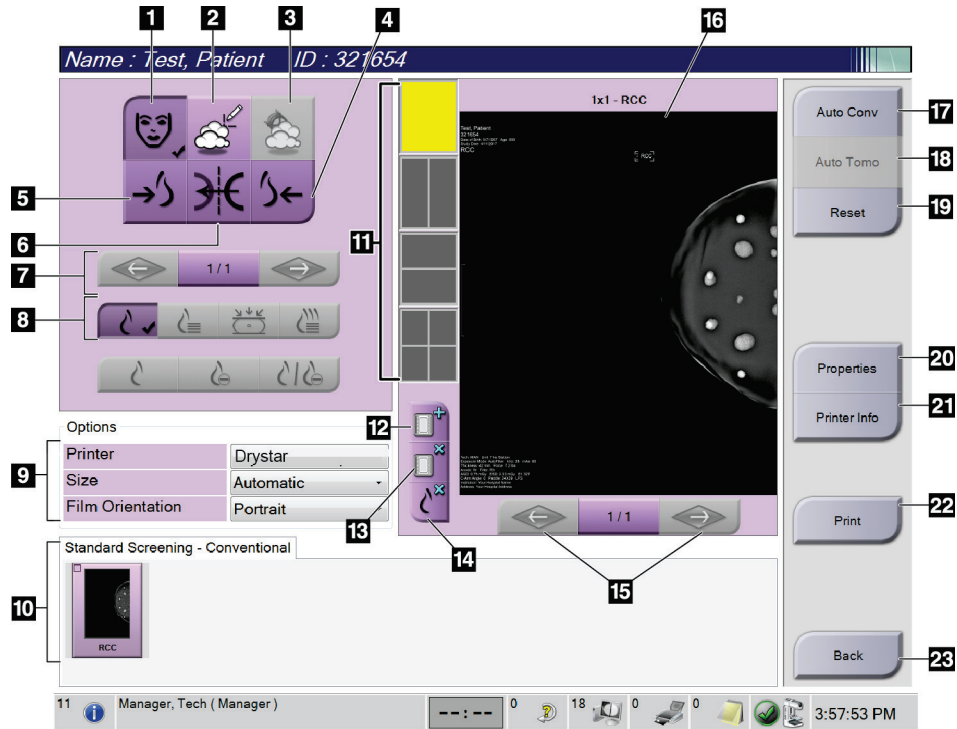 1 2 3 4
16
Name : Test, Patient ID : 321654
1x1 - RCC
Test, Patient
321654
RCC
RCC
Auto Conv
17
Auto Tomo
18
Reset
19
5
6
11
7
1 / 1
8
Properties
20
Printer Info
21
12
Options
9
Printer Drystar
Size Automatic
Film Orientation Portrait
13
14
1 / 1
15
Print
22
Standard Screening - Conventional
10
RCC
Back
23
11 Manager, Tech ( Manager ) --:-- 0 18 0 0 3:57:53 PM